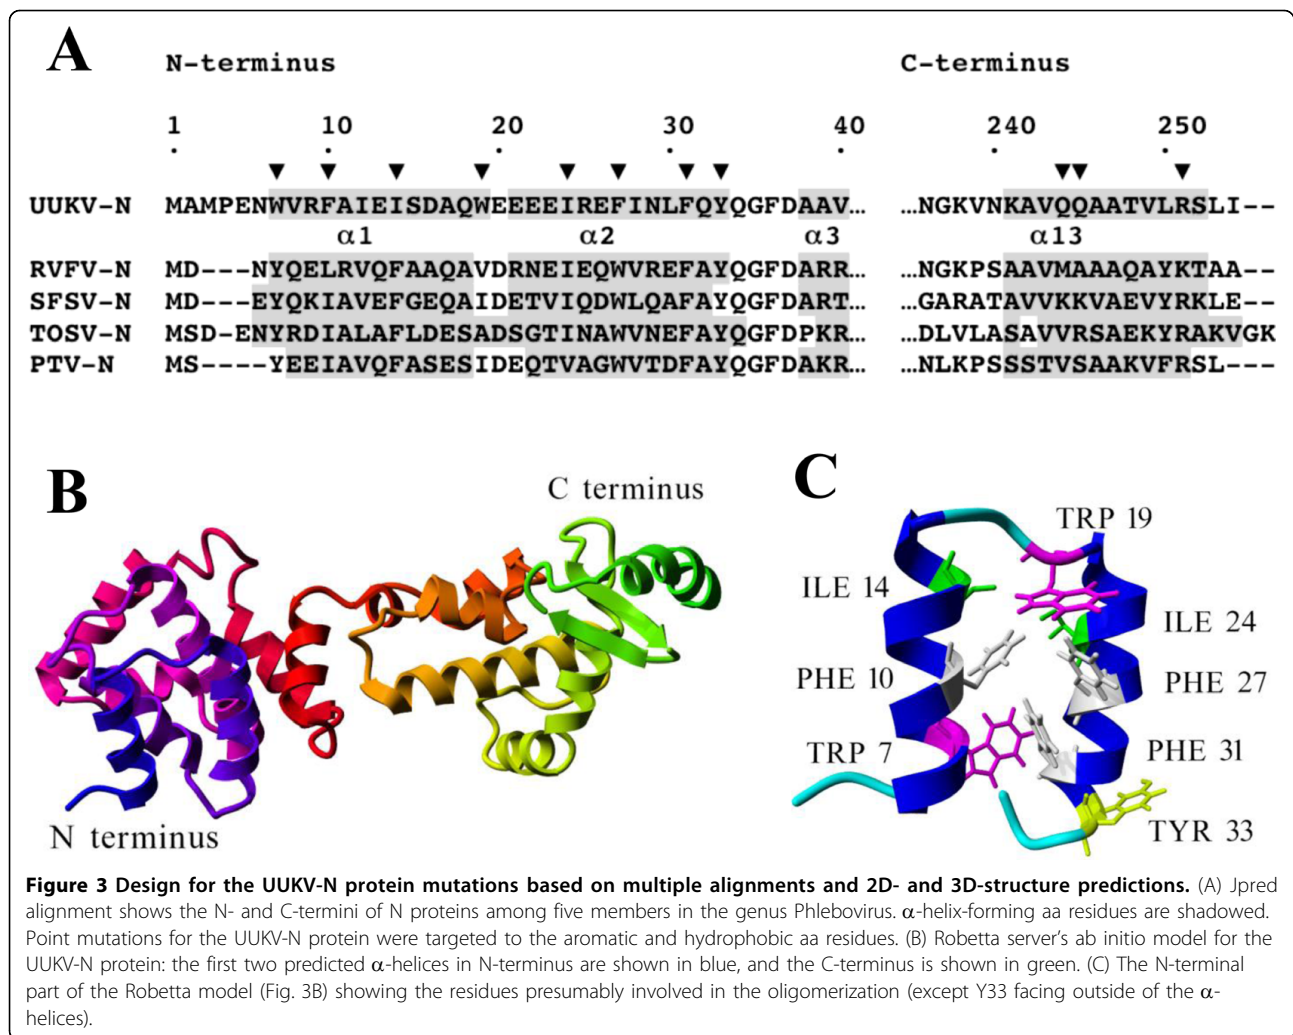 A
N-terminus C-terminus
1 10 20 30 40 240 250
UUKV-N MAMPENWVRFAIEISDAQWEEEEIREFINLFQYQGFDAAV... ...NGKVNKAVQQAATVLRSLI--
α1 α2 α3 α13
RVFV-N MD---NYQELRVQFAAQAVDRNEIEQWVREFAYQGFDARR... ...NGKPSAAVMAAAQAYKTAA--
SFSV-N MD---EYQKIAVEFGEQAIDETVIQDWLQAFAYQGFDART... ...GARATAVVKKVAEVYRKLE--
TOSV-N MSD-ENYRDIALAFLDESADSGTINAWVNEFAYQGFDPKR... ...DLVLASAVVRSAEKYRAKVGK
PTV-N MS----YEEIAVQFASESIDEQTVAGWVTDFAYQGFDAKR... ...NLKPSSSTVSAAKVFRSL---
B
C terminus
N terminus
C
TRP 19
ILE 14
ILE 24
PHE 10
PHE 27
TRP 7
PHE 31
TYR 33
Figure 3 Design for the UUKV-N protein mutations based on multiple alignments and 2D- and 3D-structure predictions. (A) Jpred
alignment shows the N- and C-termini of N proteins among five members in the genus Phlebovirus. α-helix-forming aa residues are shadowed.
Point mutations for the UUKV-N protein were targeted to the aromatic and hydrophobic aa residues. (B) Robetta server's ab initio model for the
UUKV-N protein: the first two predicted α-helices in N-terminus are shown in blue, and the C-terminus is shown in green. (C) The N-terminal
part of the Robetta model (Fig. 3B) showing the residues presumably involved in the oligomerization (except Y33 facing outside of the α-
helices).